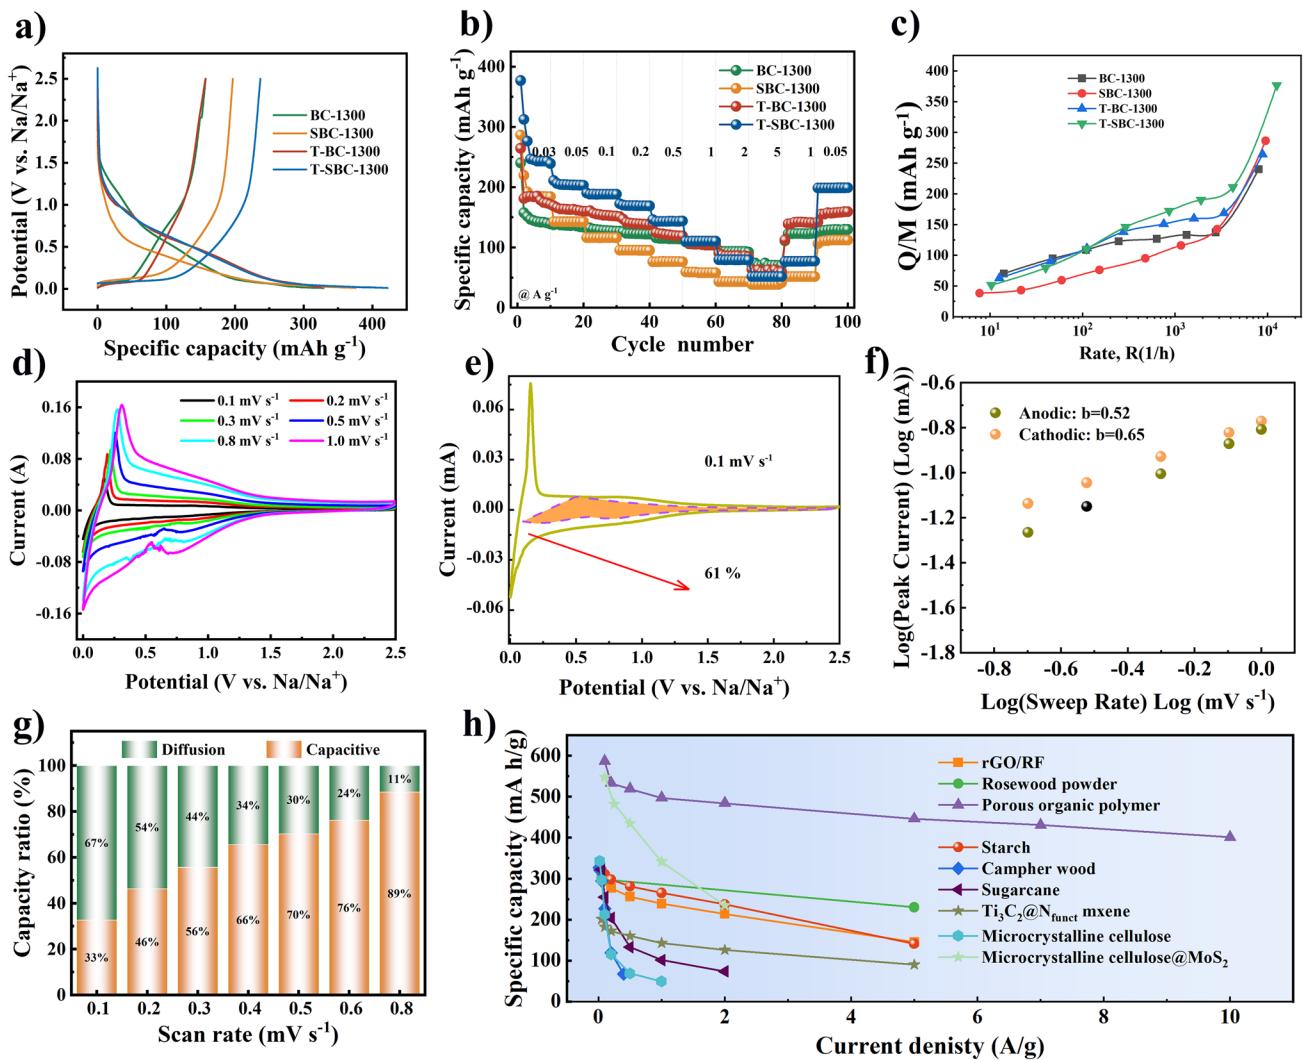 a)
Potential (V vs. Na/Na⁺)
2.5
2.0
1.5
1.0
0.5
0.0
BC-1300
SBC-1300
T-BC-1300
T-SBC-1300
0 100 200 300 400
Specific capacity (mAh g⁻¹)
b)
Specific capacity (mAh g⁻¹)
400
300
200
100
0
BC-1300
SBC-1300
T-BC-1300
T-SBC-1300
0.03 0.05 0.1 0.2 0.5 1 2 5 1 0.05
@ A g⁻¹
0 10 20 30 40 50 60 70 80 90 100
Cycle number
c)
Q/M (mAh g⁻¹)
400
350
300
250
200
150
100
50
0
BC-1300
SBC-1300
T-BC-1300
T-SBC-1300
10¹ 10² 10³ 10⁴
Rate, R(1/h)
d)
Current (A)
0.16
0.08
0.00
-0.08
-0.16
0.1 mV s⁻¹ 0.2 mV s⁻¹
0.3 mV s⁻¹ 0.5 mV s⁻¹
0.8 mV s⁻¹ 1.0 mV s⁻¹
0.0 0.5 1.0 1.5 2.0 2.5
Potential (V vs. Na/Na⁺)
e)
Current (mA)
0.06
0.03
0.00
-0.03
-0.06
0.1 mV s⁻¹
61 %
0.0 0.5 1.0 1.5 2.0 2.5
Potential (V vs. Na/Na⁺)
f)
Log(Peak Current) (Log (mA))
-0.6
-0.8
-1.0
-1.2
-1.4
-1.6
-1.8
Anodic: b=0.52
Cathodic: b=0.65
-0.8 -0.6 -0.4 -0.2 0.0
Log(Sweep Rate) Log (mV s⁻¹)
g)
Capacity ratio (%)
100
80
60
40
20
0
Diffusion Capacitive
67% 54% 44% 34% 30% 24% 11%
33% 46% 56% 66% 70% 76% 89%
0.1 0.2 0.3 0.4 0.5 0.6 0.8
Scan rate (mV s⁻¹)
h)
Specific capacity (mA h/g)
600
500
400
300
200
100
0
rGO/RF
Rosewood powder
Porous organic polymer
Starch
Campher wood
Sugarcane
Ti₃C₂@N_funct mxene
Microcrystalline cellulose
Microcrystalline cellulose@MoS₂
0 2 4 6 8 10
Current denisty (A/g)